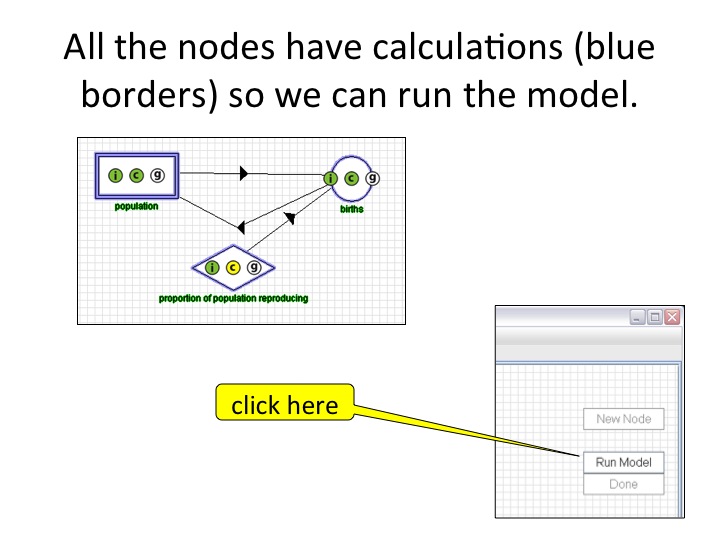 All the nodes have calculations (blue
borders) so we can run the model.
i c g
i c g
population
births
i c g
proportion of population reproducing
click here
New Node
Run Model
Done